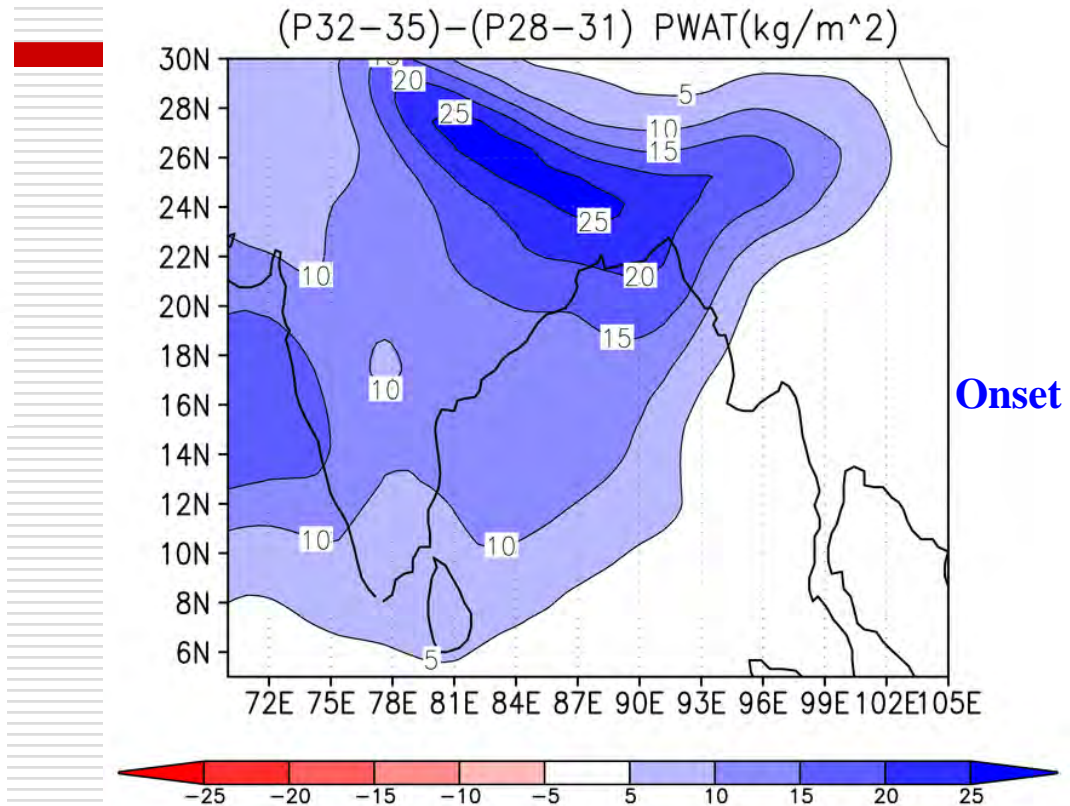 (P32-35)-(P28-31) PWAT(kg/m^2)
30N
15
20
28N
5
25
10
26N
15
24N
25
22N
10
20
20N
15
18N
10
Onset
16N
14N
12N
10
10
10N
8N
6N
5
72E 75E 78E 81E 84E 87E 90E 93E 96E 99E 102E 105E
-25 -20 -15 -10 -5 5 10 15 20 25